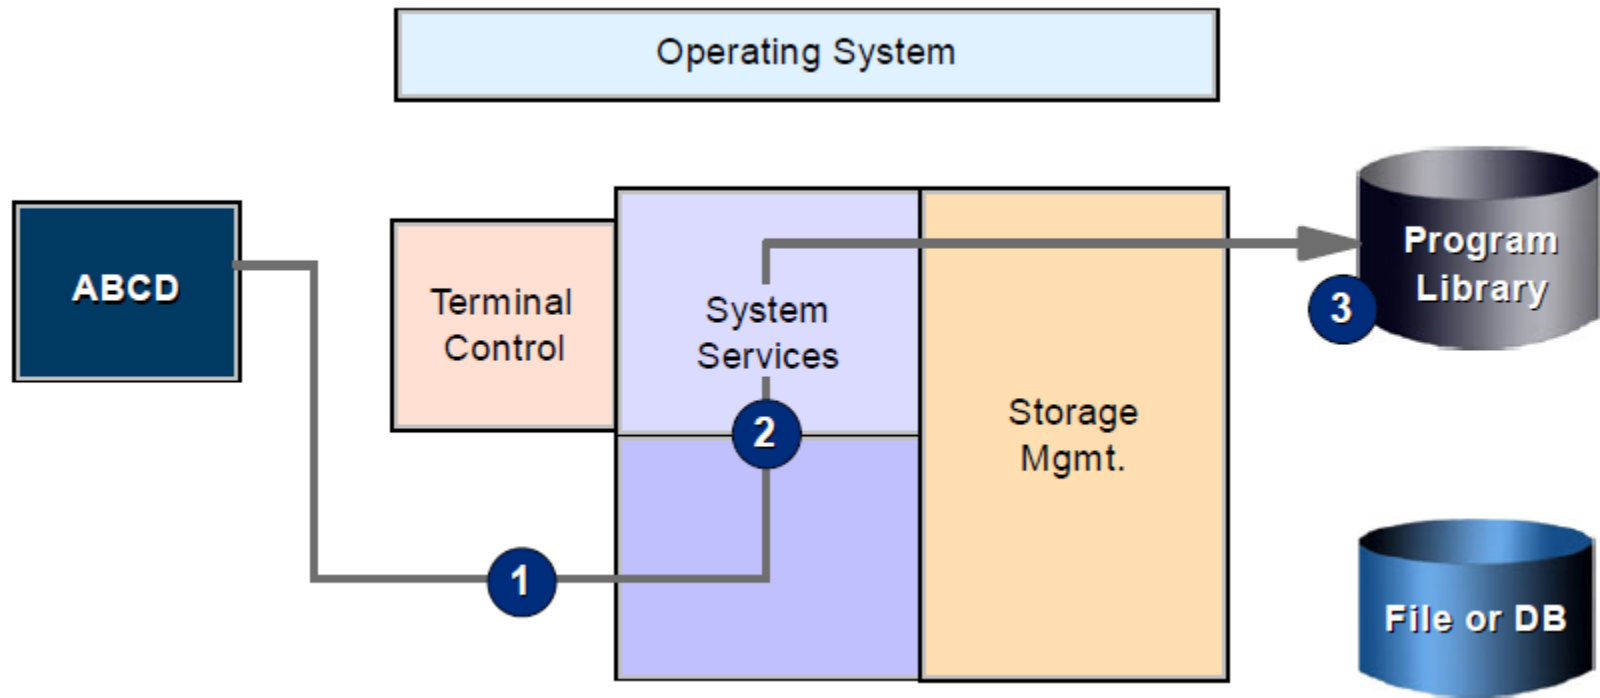 Operating System
ABCD
Terminal
Control
System
Services
Storage
Mgmt.
Program
Library
3
2
1
File or DB